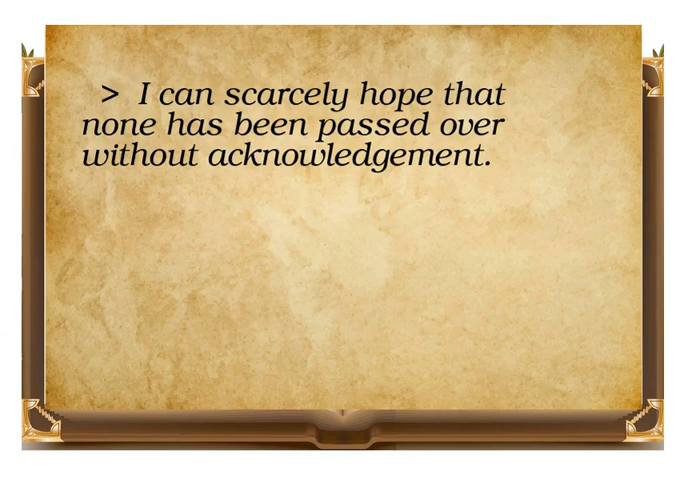 > I can scarcely hope that
none has been passed over
without acknowledgement.